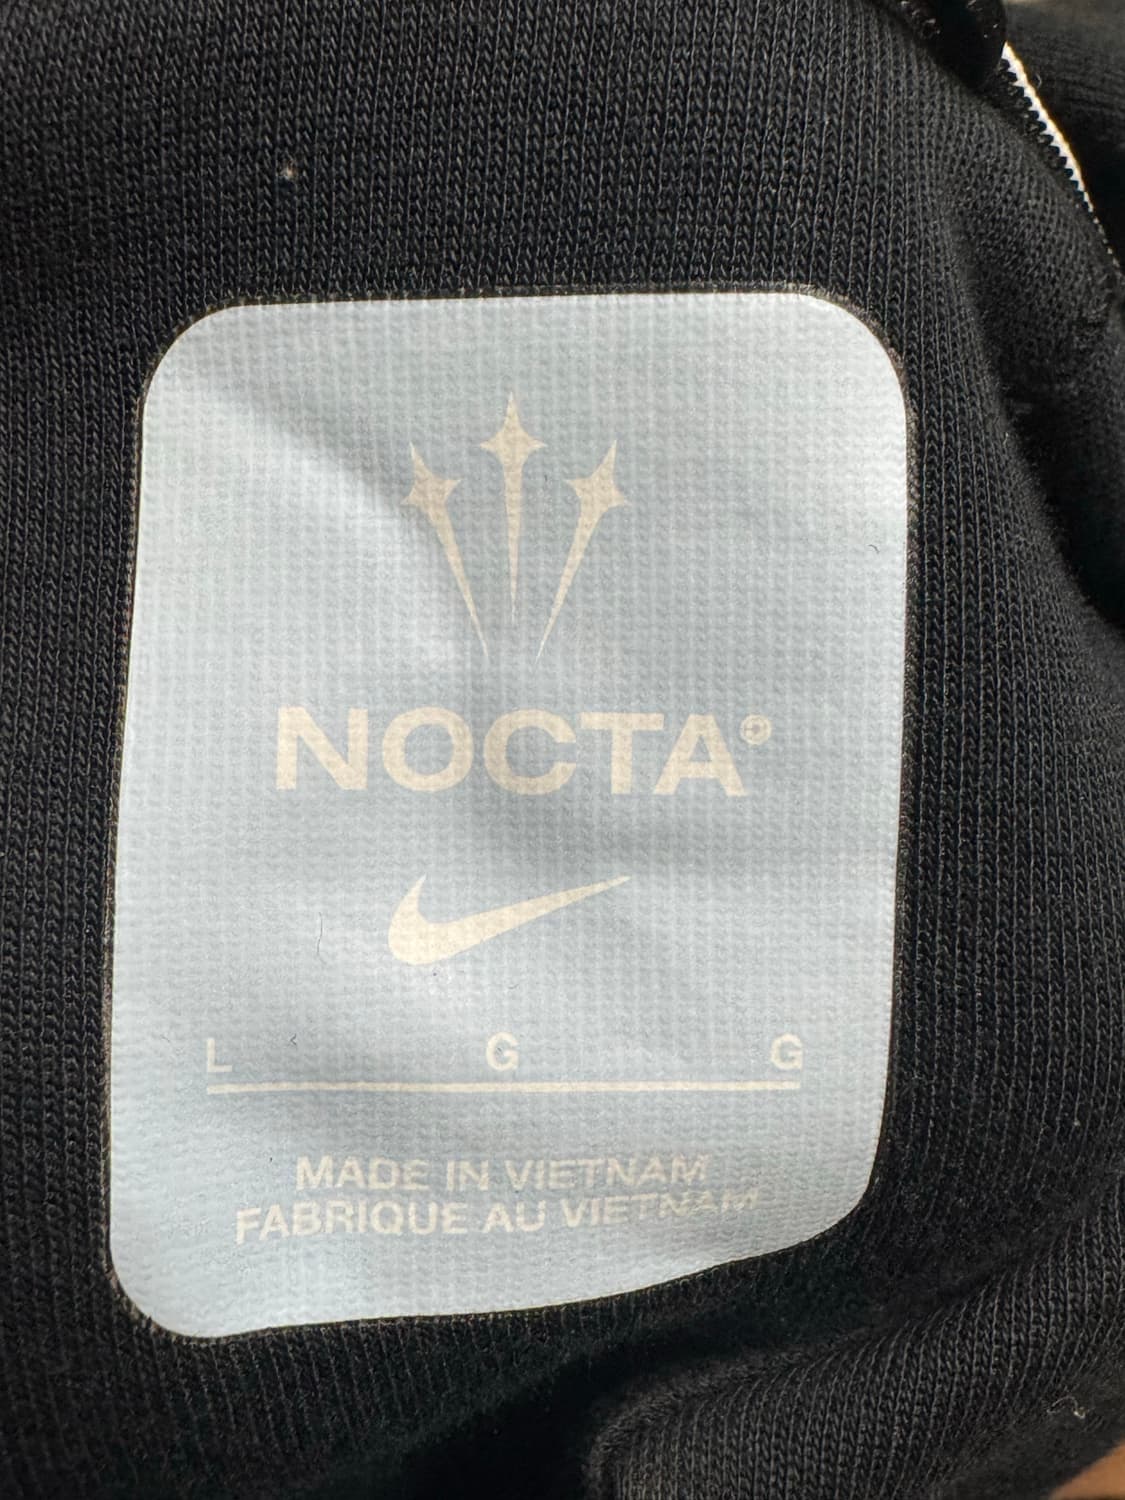 NOCTA
L G G
MADE IN VIETNAM
FABRIQUE AU VIETNAM